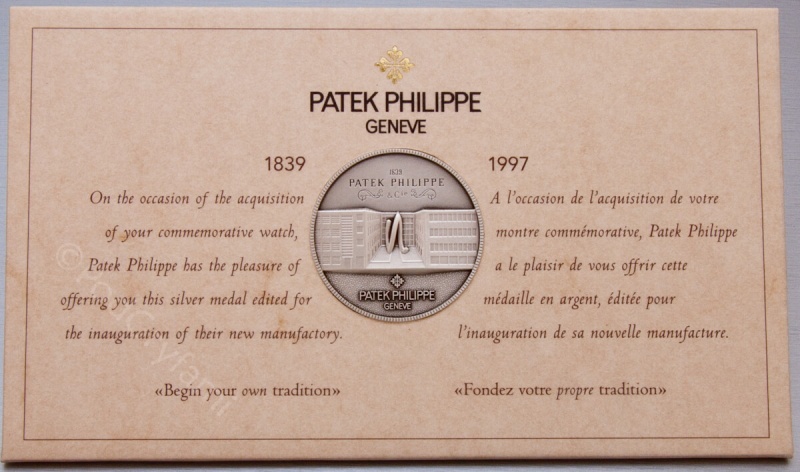 PATEK PHILIPPE
GENEVE
1839
On the occasion of the acquisition
of your commemorative watch,
Patek Philippe has the pleasure of
offering you this silver medal edited for
the inauguration of their new manufactory.
«Begin your own tradition»
1839
PATEK PHILIPPE
& Cie
PATEK PHILIPPE
GENEVE
1997
A l'occasion de l'acquisition de votre
montre commémorative, Patek Philippe
a le plaisir de vous offrir cette
médaille en argent, éditée pour
l'inauguration de sa nouvelle manufacture.
«Fondez votre propre tradition»